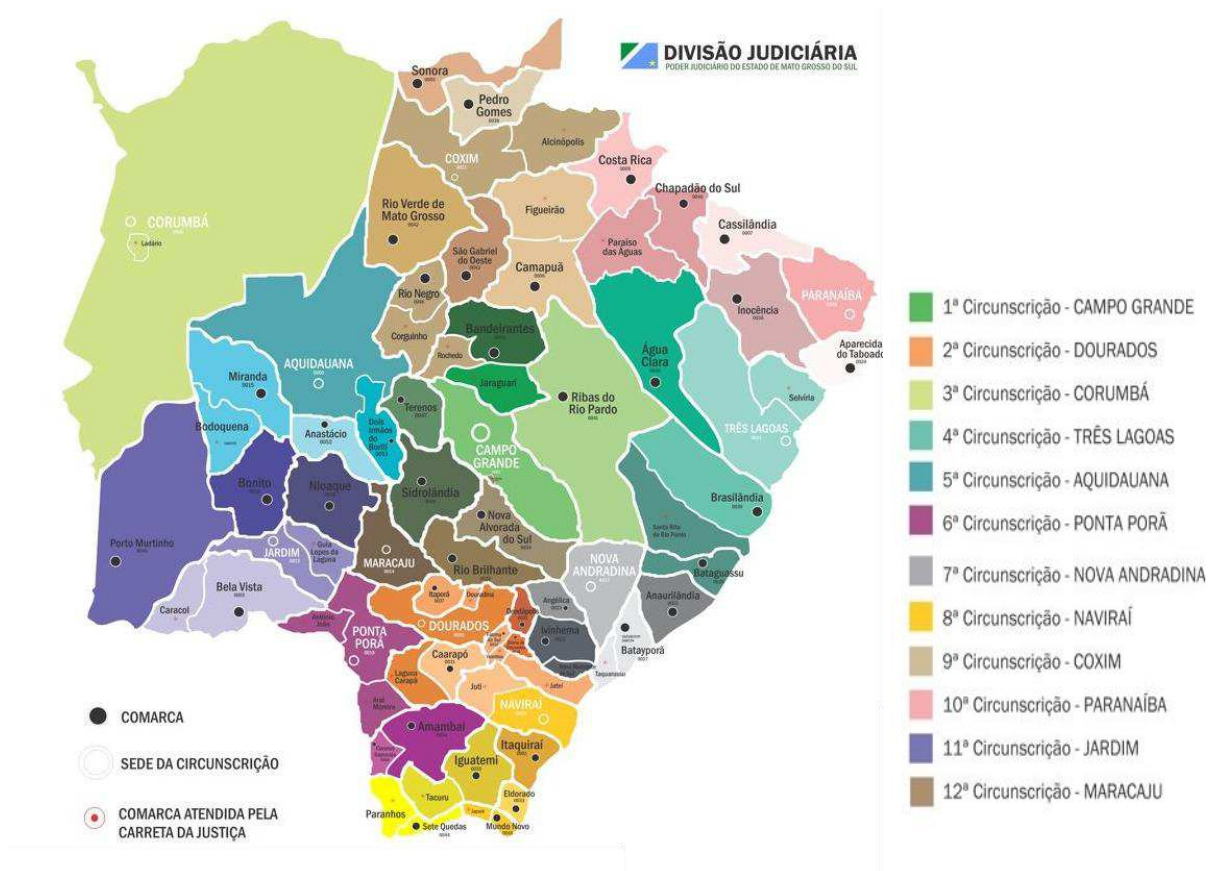 DIVISÃO JUDICIÁRIA
PODER JUDICIÁRIO DO ESTADO DE MATO GROSSO DO SUL
Sonora
Pedro
Gomes
Alcinópolis
COXIM
Costa Rica
Chapadão do Sul
Rio Verde de
Mato Grosso
Figueirão
Cassilândia
CORUMBÁ
Ladário
Paraíso
das Águas
São Gabriel
do Oeste
Camapuã
PARANAÍBA
Rio Negro
Inocência
Bandeirantes
Corguinho
Aparecida
do Taboado
Rochedo
Água
Clara
AQUIDAUANA
Miranda
Jaraguari
Ribas do
Rio Pardo
Selvíria
Terenos
Bodoquena
Anastácio
Dois
Irmãos
do
TRÊS LAGOAS
CAMPO
GRANDE
Bonito
Nioaque
Sidrolândia
Brasilândia
Nova
Alvorada
do Sul
Santa Rita
do Rio Pardo
Porto Murtinho
JARDIM
Guia
Lopes da
Laguna
MARACAJU
Rio Brilhante
NOVA
ANDRADINA
Bataguassu
Bela Vista
Caracol
Itaporã
Douradina
Angélica
Anaurilândia
Antônio
João
PONTA
PORÃ
DOURADOS
Deodápolis
Ivinhema
Batayporã
Caarapó
Laguna
Carapã
Taquarussu
Juti
Jateí
Aral
Moreira
NAVIRAÍ
Amambai
Itaquiraí
Iguatemi
Paranhos
Tacuru
Eldorado
Sete Quedas
Mundo Novo
COMARCA
SEDE DA CIRCUNSCRIÇÃO
COMARCA ATENDIDA PELA
CARRETA DA JUSTIÇA
1ª Circunscrição - CAMPO GRANDE
2ª Circunscrição - DOURADOS
3ª Circunscrição - CORUMBÁ
4ª Circunscrição - TRÊS LAGOAS
5ª Circunscrição - AQUIDAUANA
6ª Circunscrição - PONTA PORÃ
7ª Circunscrição - NOVA ANDRADINA
8ª Circunscrição - NAVIRAÍ
9ª Circunscrição - COXIM
10ª Circunscrição - PARANAÍBA
11ª Circunscrição - JARDIM
12ª Circunscrição - MARACAJU